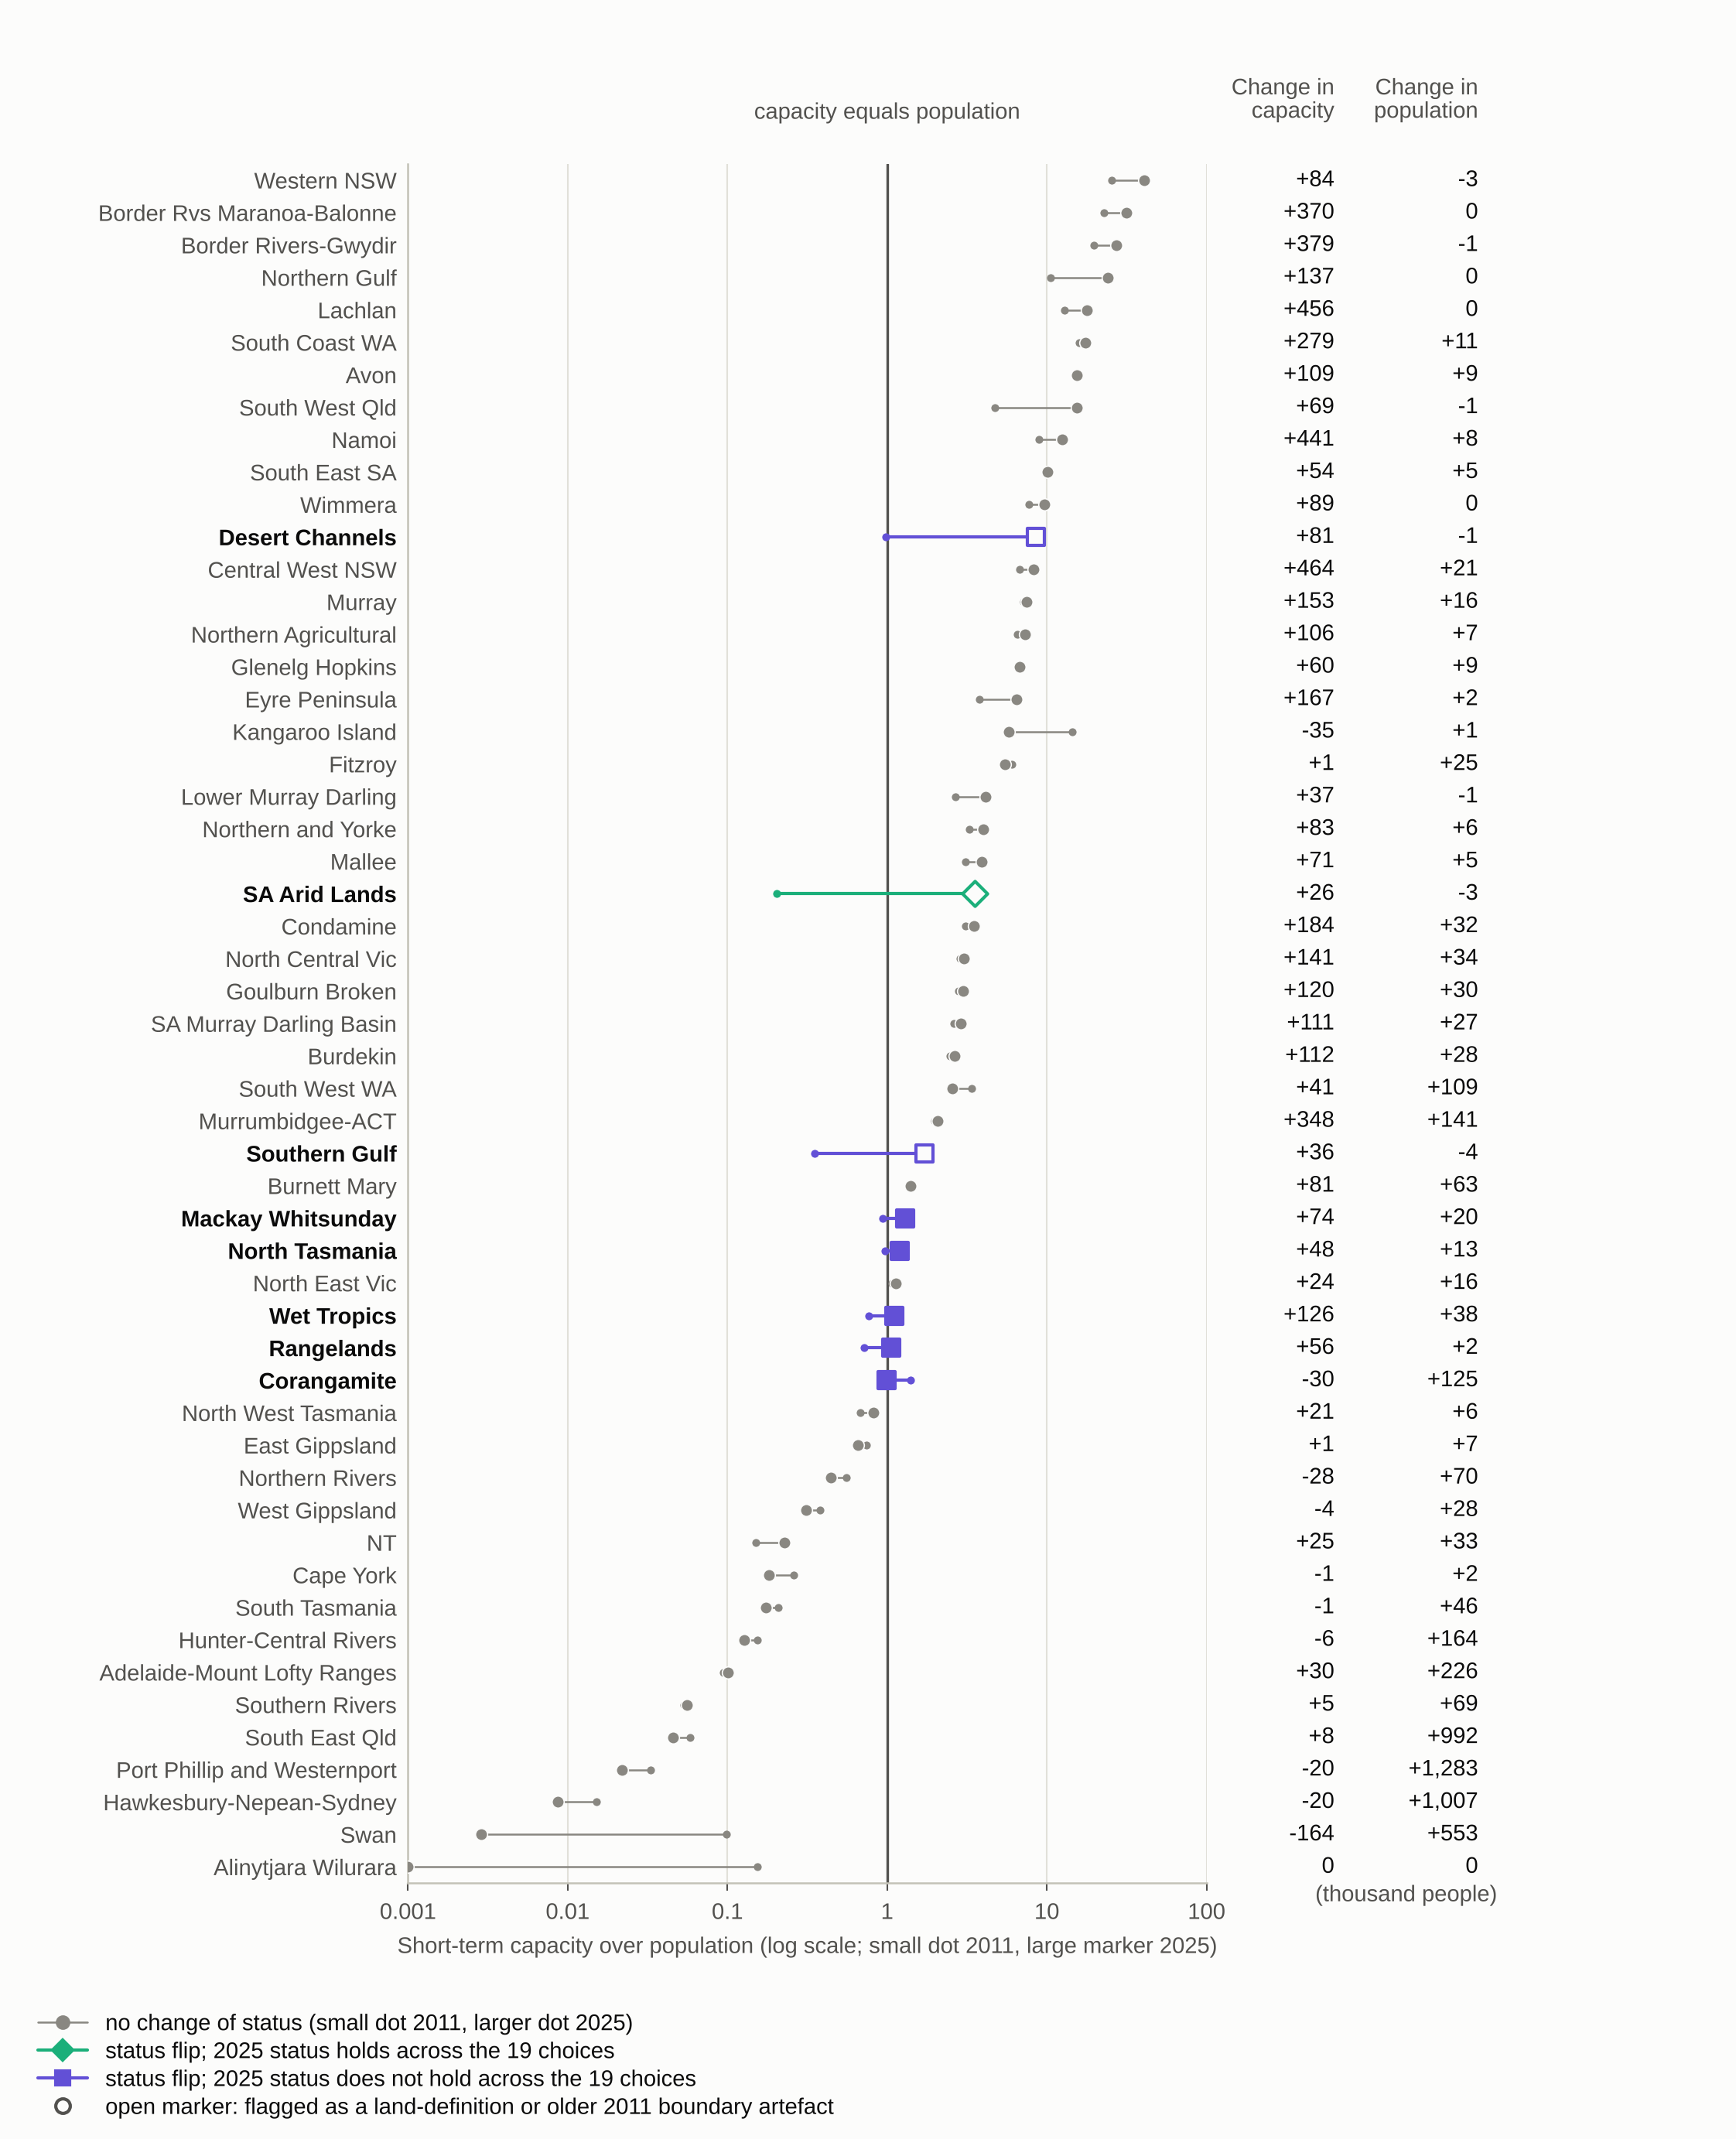 Change in Change in
capacity equals population capacity population
Western NSW +84 -3
Border Rvs Maranoa-Balonne +370 0
Border Rivers-Gwydir +379 -1
Northern Gulf +137 0
Lachlan +456 0
South Coast WA +279 +11
Avon +109 +9
South West Qld +69 -1
Namoi +441 +8
South East SA +54 +5
Wimmera +89 0
Desert Channels +81 -1
Central West NSW +464 +21
Murray +153 +16
Northern Agricultural +106 +7
Glenelg Hopkins +60 +9
Eyre Peninsula +167 +2
Kangaroo Island -35 +1
Fitzroy +1 +25
Lower Murray Darling +37 -1
Northern and Yorke +83 +6
Mallee +71 +5
SA Arid Lands +26 -3
Condamine +184 +32
North Central Vic +141 +34
Goulburn Broken +120 +30
SA Murray Darling Basin +111 +27
Burdekin +112 +28
South West WA +41 +109
Murrumbidgee-ACT +348 +141
Southern Gulf +36 -4
Burnett Mary +81 +63
Mackay Whitsunday +74 +20
North Tasmania +48 +13
North East Vic +24 +16
Wet Tropics +126 +38
Rangelands +56 +2
Corangamite -30 +125
North West Tasmania +21 +6
East Gippsland +1 +7
Northern Rivers -28 +70
West Gippsland -4 +28
NT +25 +33
Cape York -1 +2
South Tasmania -1 +46
Hunter-Central Rivers -6 +164
Adelaide-Mount Lofty Ranges +30 +226
Southern Rivers +5 +69
South East Qld +8 +992
Port Phillip and Westernport -20 +1,283
Hawkesbury-Nepean-Sydney -20 +1,007
Swan -164 +553
Alinytjara Wilurara 0 0
(thousand people)
0.001 0.01 0.1 1 10 100
Short-term capacity over population (log scale; small dot 2011, large marker 2025)
no change of status (small dot 2011, larger dot 2025)
status flip; 2025 status holds across the 19 choices
status flip; 2025 status does not hold across the 19 choices
open marker: flagged as a land-definition or older 2011 boundary artefact